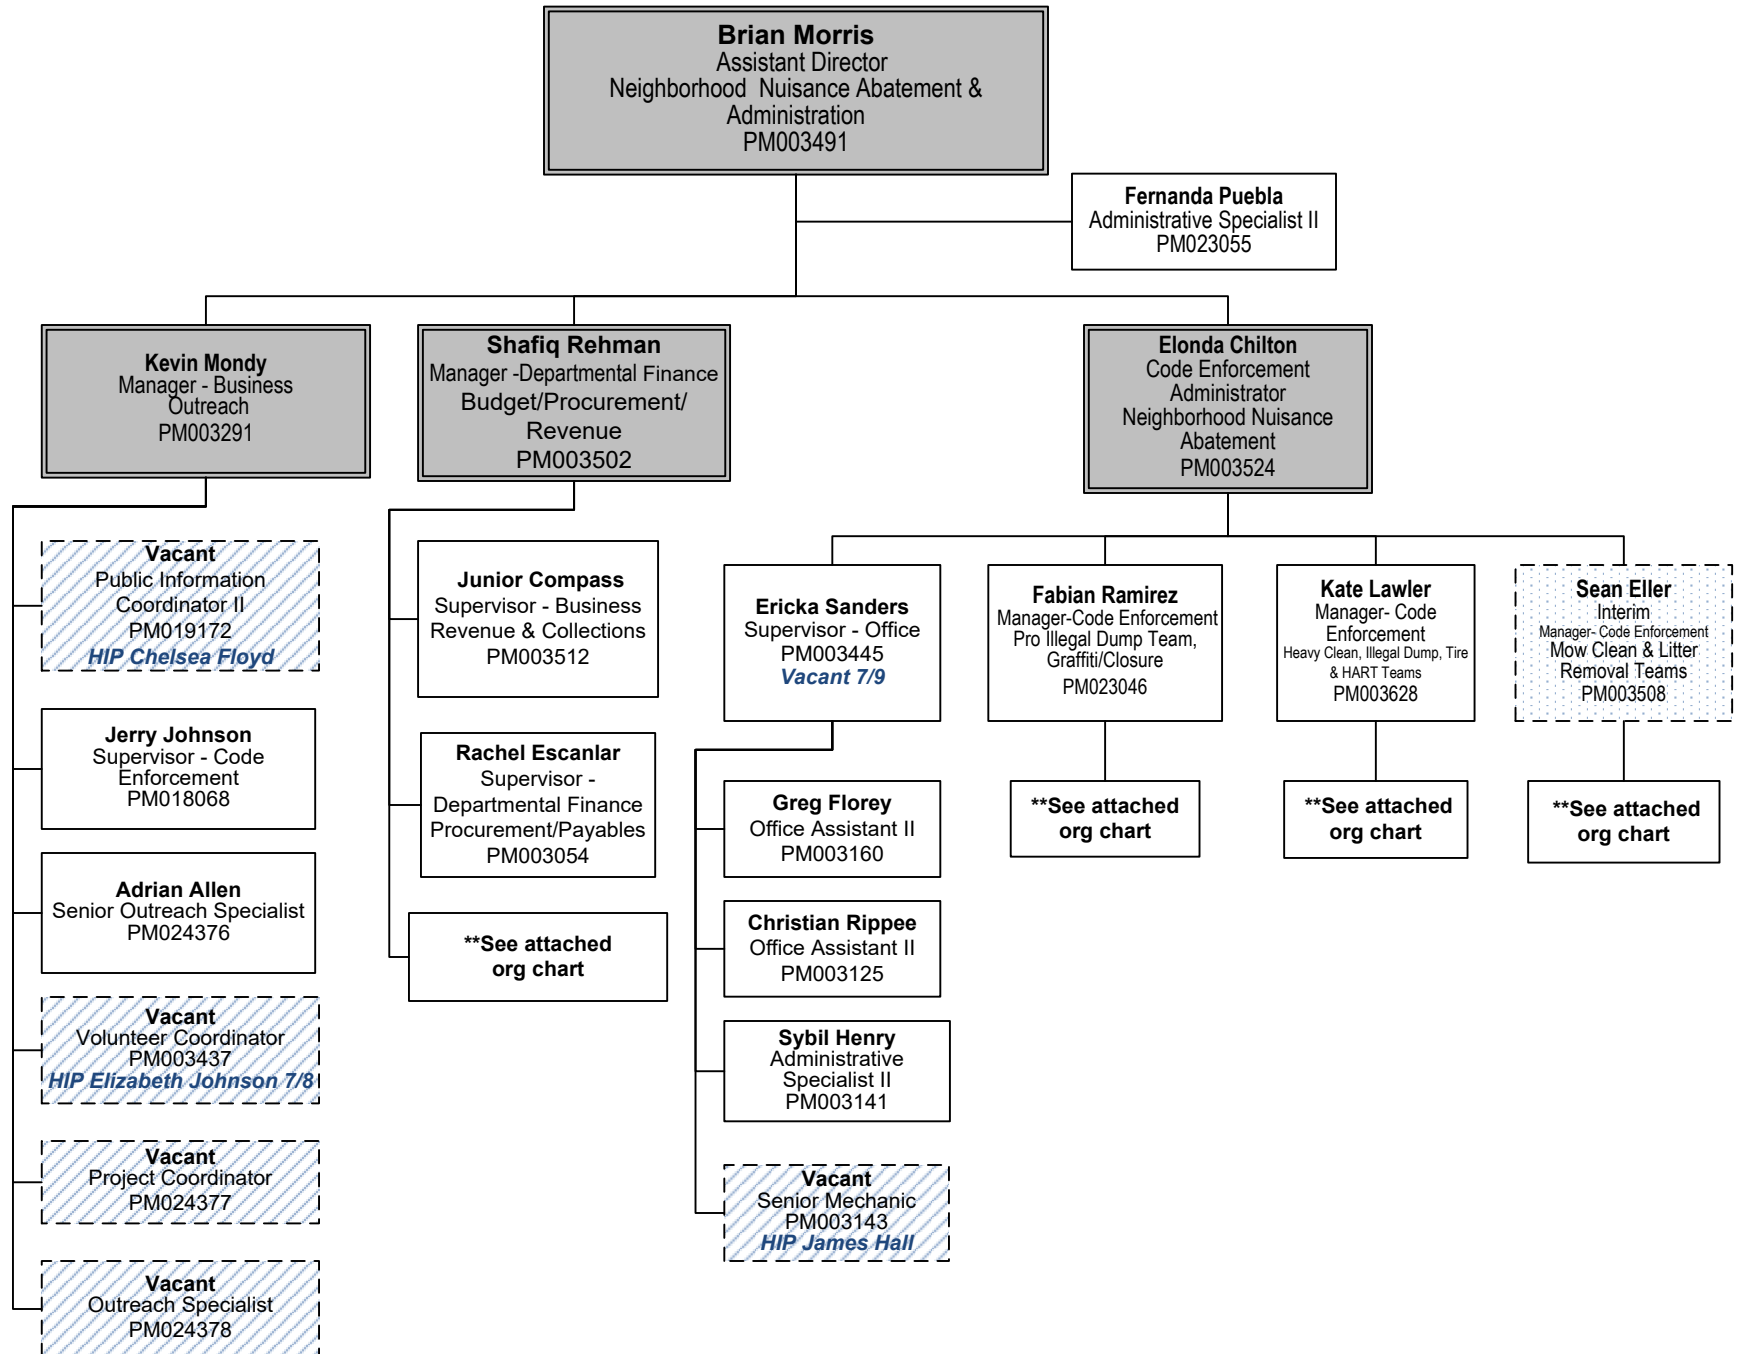 Brian Morris
Assistant Director
Neighborhood  Nuisance Abatement &
Administration
PM003491
Fernanda Puebla
Administrative Specialist II
PM023055
Kevin Mondy
Manager - Business
Outreach
PM003291
Shafiq Rehman
Manager -Departmental Finance
Budget/Procurement/
Revenue
PM003502
Elonda Chilton
Code Enforcement
Administrator
Neighborhood Nuisance
Abatement
PM003524
Vacant
Public Information
Coordinator II
PM019172
HIP Chelsea Floyd
Jerry Johnson
Supervisor - Code
Enforcement
PM018068
Adrian Allen
Senior Outreach Specialist
PM024376
Vacant
Volunteer Coordinator
PM003437
HIP Elizabeth Johnson 7/8
Vacant
Project Coordinator
PM024377
Vacant
Outreach Specialist
PM024378
Junior Compass
Supervisor - Business
Revenue & Collections
PM003512
Rachel Escanlar
Supervisor -
Departmental Finance
Procurement/Payables
PM003054
**See attached
org chart
Ericka Sanders
Supervisor - Office
PM003445
Vacant 7/9
Greg Florey
Office Assistant II
PM003160
Christian Rippee
Office Assistant II
PM003125
Sybil Henry
Administrative
Specialist II
PM003141
Vacant
Senior Mechanic
PM003143
HIP James Hall
Fabian Ramirez
Manager-Code Enforcement
Pro Illegal Dump Team,
Graffiti/Closure
PM023046
**See attached
org chart
Kate Lawler
Manager- Code
Enforcement
Heavy Clean, Illegal Dump, Tire
& HART Teams
PM003628
**See attached
org chart
Sean Eller
Interim
Manager- Code Enforcement
Mow Clean & Litter
Removal Teams
PM003508
**See attached
org chart